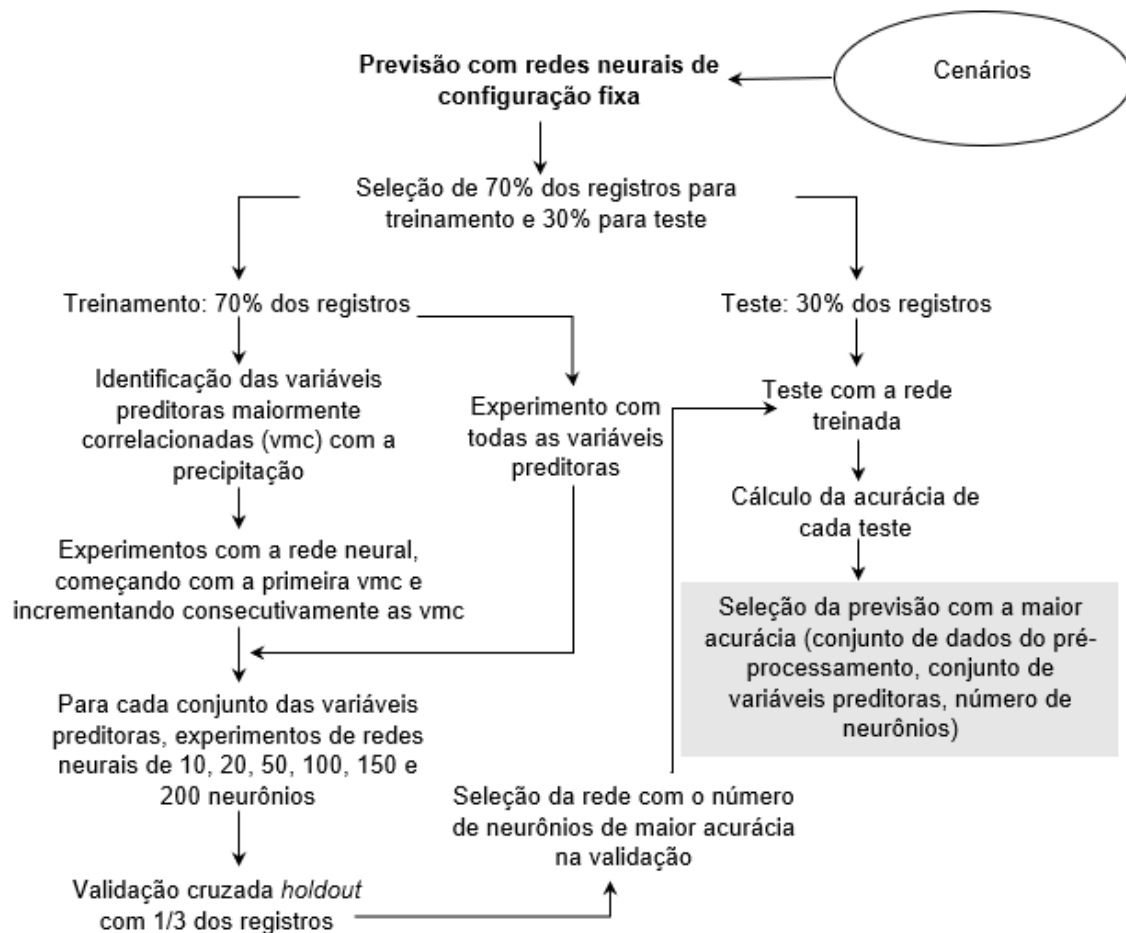 Previsão com redes neurais de
configuração fixa
Cenários
Seleção de 70% dos registros para
treinamento e 30% para teste
Treinamento: 70% dos registros
Identificação das variáveis
preditoras maiormente
correlacionadas (vmc) com a
precipitação
Experimentos com a rede neural,
começando com a primeira vmc e
incrementando consecutivamente as vmc
Experimento com
todas as variáveis
preditoras
Para cada conjunto das variáveis
preditoras, experimentos de redes
neurais de 10, 20, 50, 100, 150 e
200 neurônios
Validação cruzada holdout
com 1/3 dos registros
Seleção da rede com o número
de neurônios de maior acurácia
na validação
Teste: 30% dos registros
Teste com a rede
treinada
Cálculo da acurácia de
cada teste
Seleção da previsão com a maior
acurácia (conjunto de dados do pré-
processamento, conjunto de
variáveis preditoras, número de
neurônios)